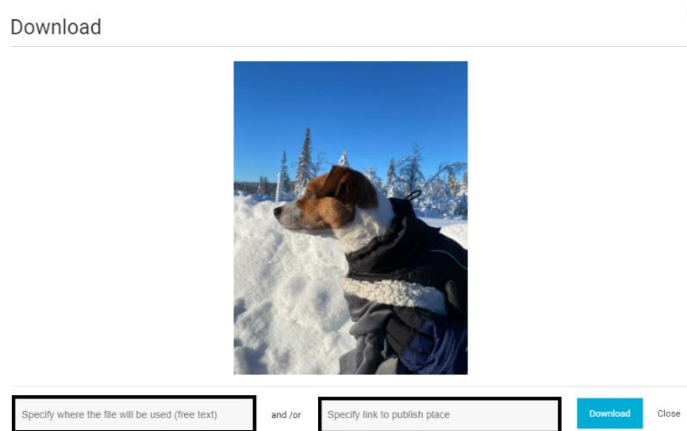 Download
Specify where the file will be used (free text) and /or Specify link to publish place Download Close